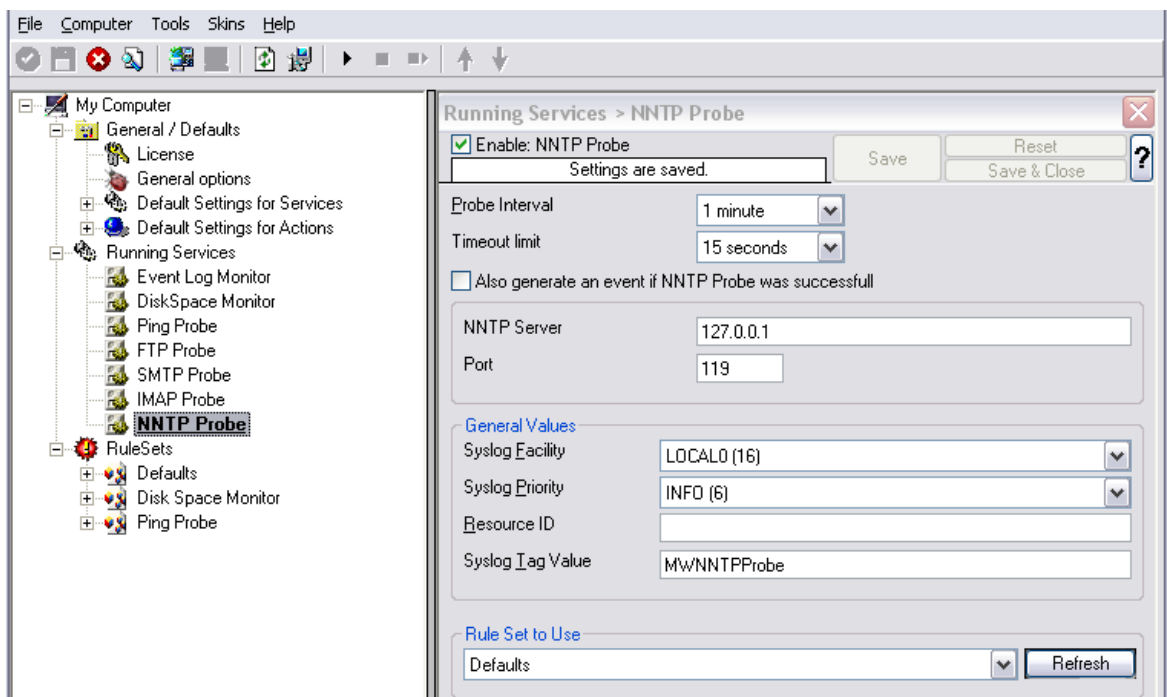 File Computer Tools Skins Help
My Computer
General / Defaults
License
General options
Default Settings for Services
Default Settings for Actions
Running Services
Event Log Monitor
DiskSpace Monitor
Ping Probe
FTP Probe
SMTP Probe
IMAP Probe
NNTP Probe
RuleSets
Defaults
Disk Space Monitor
Ping Probe
Running Services > NNTP Probe
Enable: NNTP Probe
Settings are saved.
Save
Reset
Save & Close
?
Probe Interval 1 minute
Timeout limit 15 seconds
Also generate an event if NNTP Probe was successfull
NNTP Server 127.0.0.1
Port 119
General Values
Syslog Facility LOCAL0 (16)
Syslog Priority INFO (6)
Resource ID
Syslog Tag Value MWNNTPProbe
Rule Set to Use
Defaults Refresh